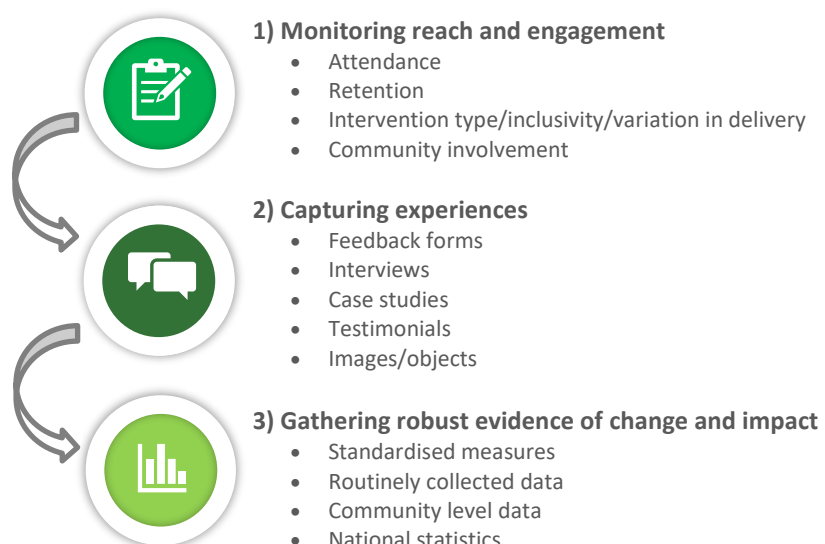 1) Monitoring reach and engagement
• Attendance
• Retention
• Intervention type/inclusivity/variation in delivery
• Community involvement
2) Capturing experiences
• Feedback forms
• Interviews
• Case studies
• Testimonials
• Images/objects
3) Gathering robust evidence of change and impact
• Standardised measures
• Routinely collected data
• Community level data
• National statistics